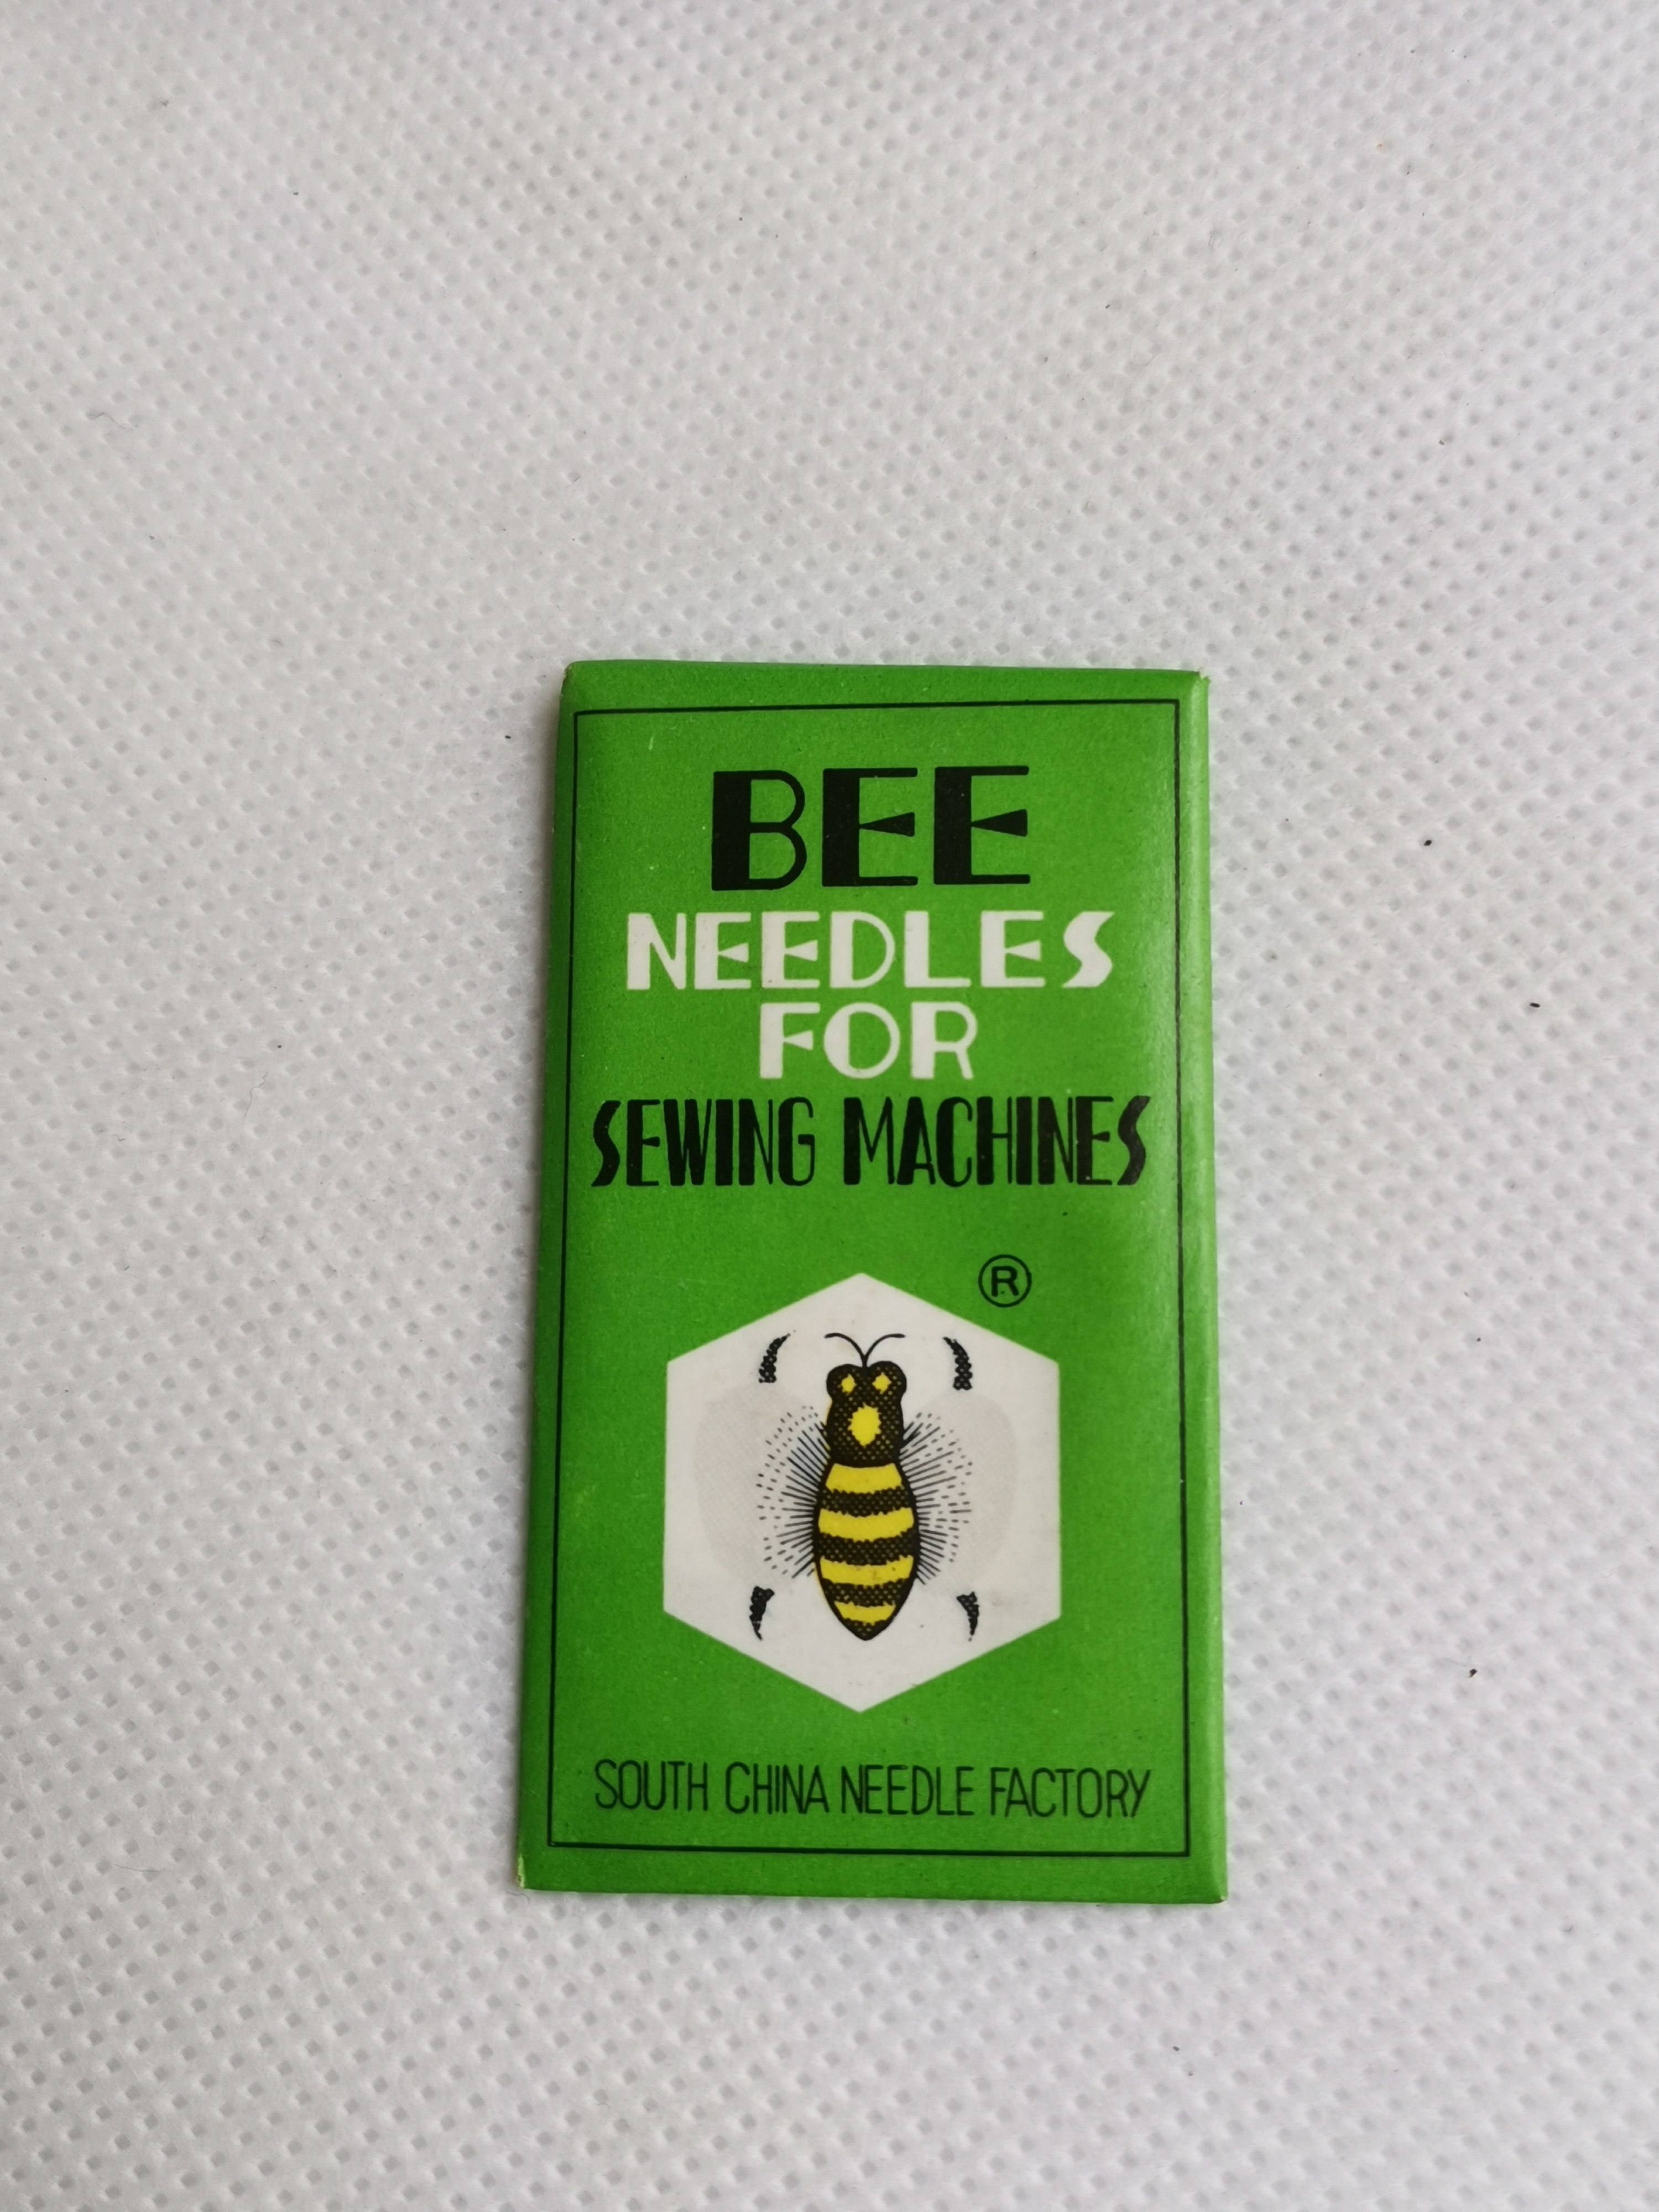 BEE
NEEDLES
FOR
SEWING MACHINES
®
SOUTH CHINA NEEDLE FACTORY